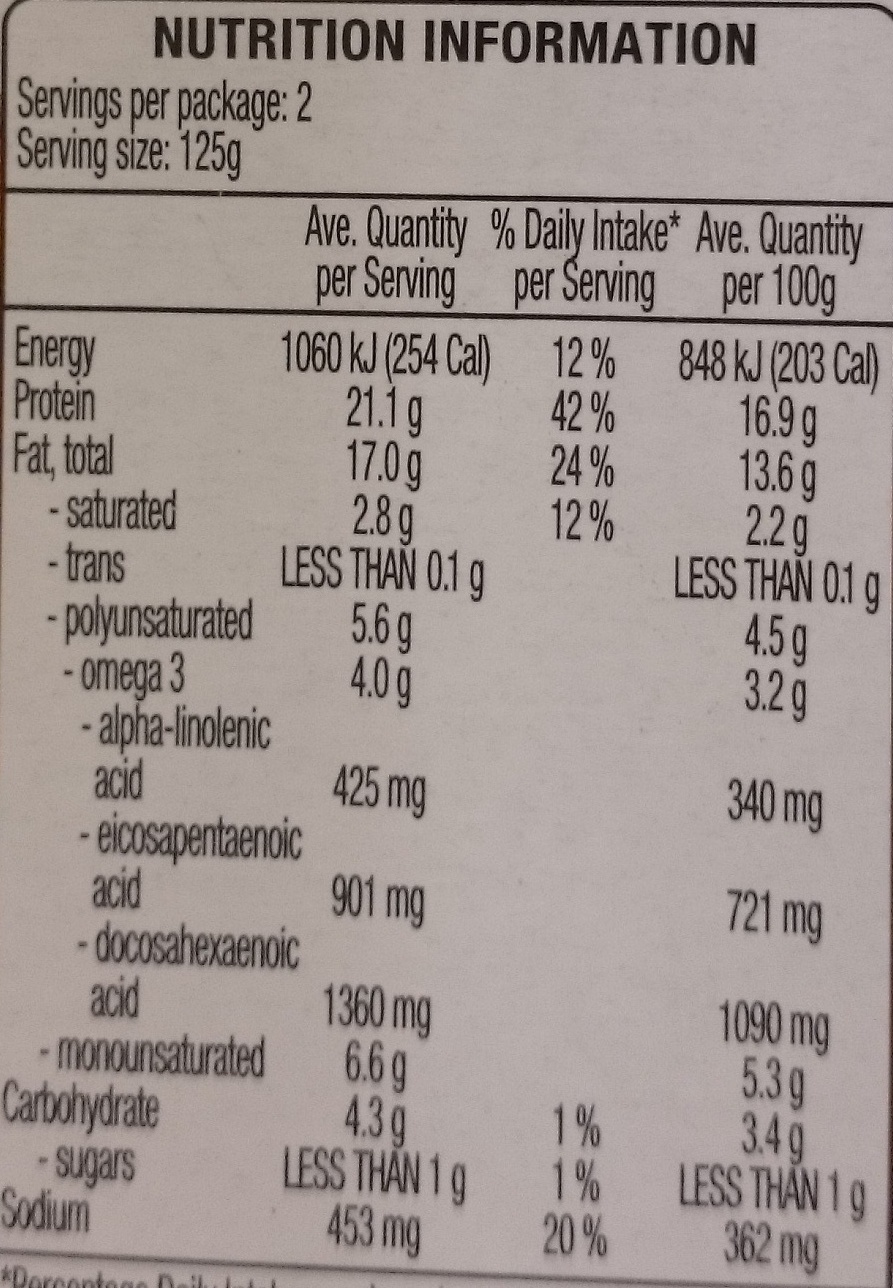 NUTRITION INFORMATION
Servings per package: 2
Serving size: 125g
Ave. Quantity % Daily Intake* Ave. Quantity
per Serving per Serving per 100g
Energy 1060 kJ (254 Cal) 12 % 848 kJ (203 Cal)
Protein 21.1 g 42 % 16.9 g
Fat, total 17.0 g 24 % 13.6 g
- saturated 2.8 g 12 % 2.2 g
- trans LESS THAN 0.1 g LESS THAN 0.1 g
- polyunsaturated 5.6 g 4.5 g
- omega 3 4.0 g 3.2 g
- alpha-linolenic
acid 425 mg 340 mg
- eicosapentaenoic
acid 901 mg 721 mg
- docosahexaenoic
acid 1360 mg 1090 mg
- monounsaturated 6.6 g 5.3 g
Carbohydrate 4.3 g 1 % 3.4 g
- sugars LESS THAN 1 g 1 % LESS THAN 1 g
Sodium 453 mg 20 % 362 mg
*Percentage Daily